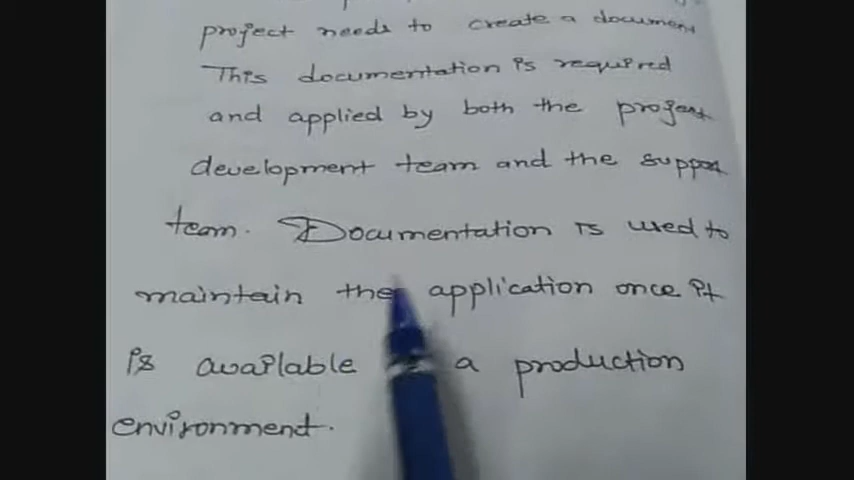 project needs to create a document
This documentation is required
and applied by both the project
development team and the support
team. Documentation is used to
maintain the application once it
is available a production
environment.